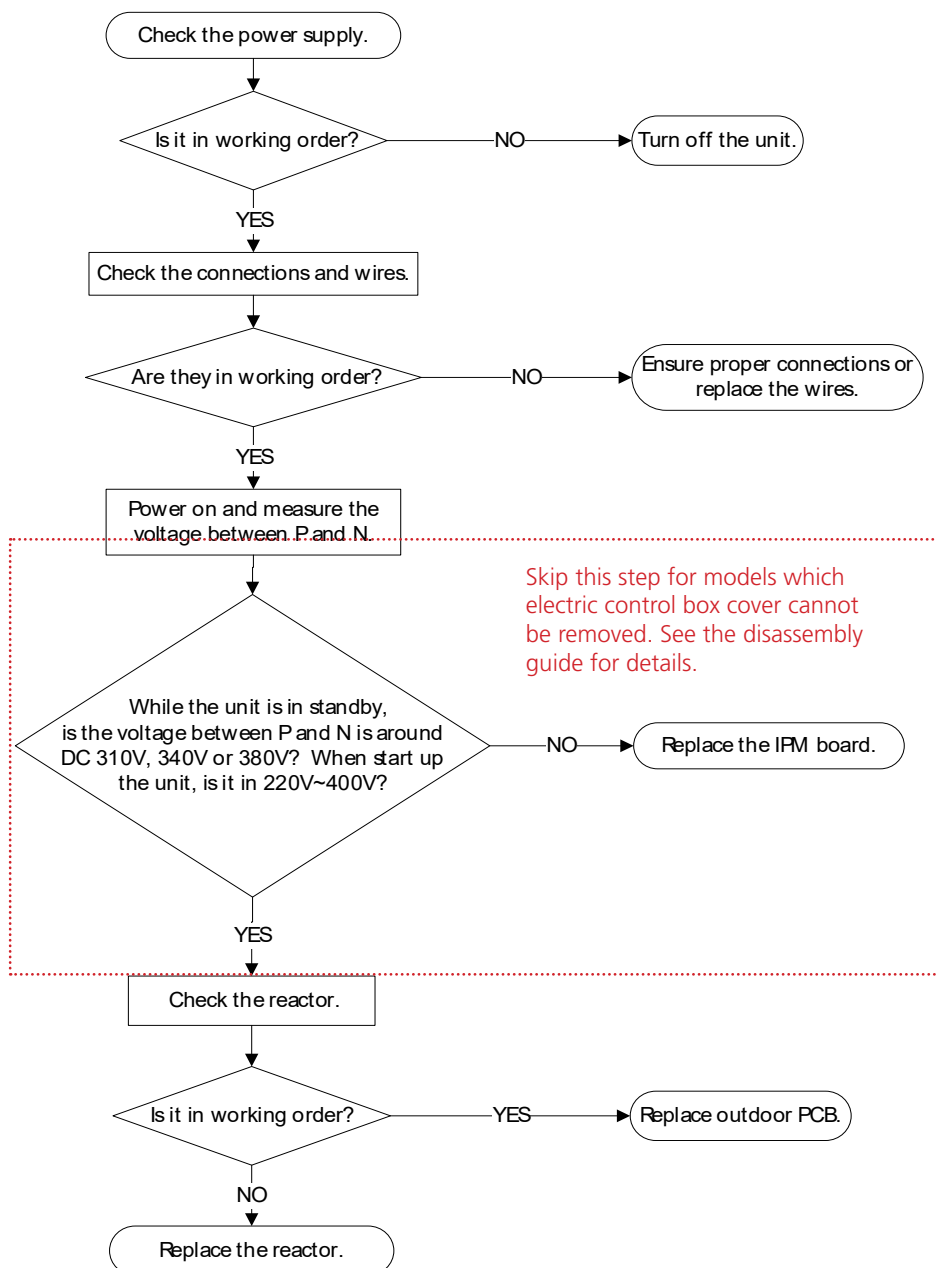 Check the power supply.
Is it in working order?
NO
Turn off the unit.
YES
Check the connections and wires.
Are they in working order?
NO
Ensure proper connections or
replace the wires.
YES
Power on and measure the
voltage between P and N.
Skip this step for models which
electric control box cover cannot
be removed. See the disassembly
guide for details.
While the unit is in standby,
is the voltage between P and N is around
DC 310V, 340V or 380V? When start up
the unit, is it in 220V~400V?
NO
Replace the IPM board.
YES
Check the reactor.
Is it in working order?
YES
Replace outdoor PCB.
NO
Replace the reactor.